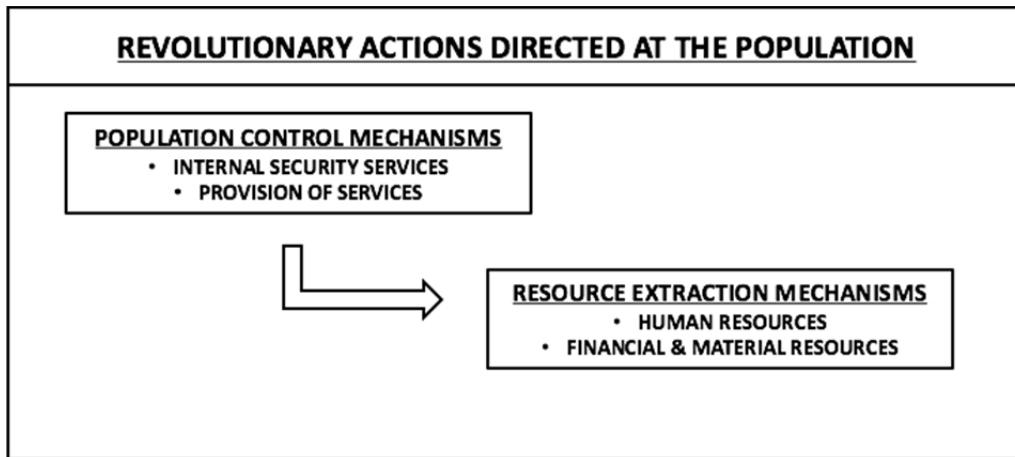 REVOLUTIONARY ACTIONS DIRECTED AT THE POPULATION
POPULATION CONTROL MECHANISMS
• INTERNAL SECURITY SERVICES
• PROVISION OF SERVICES
RESOURCE EXTRACTION MECHANISMS
• HUMAN RESOURCES
• FINANCIAL & MATERIAL RESOURCES